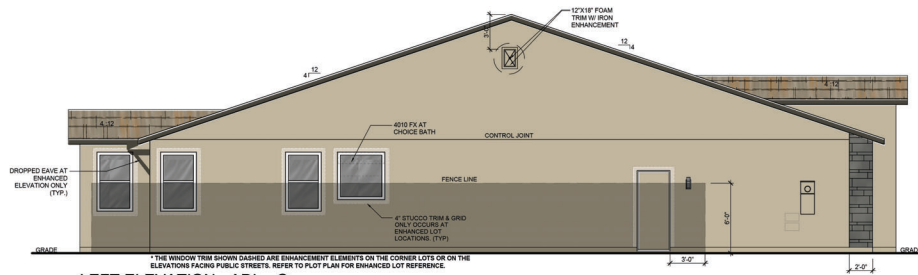 12"X18" FOAM
TRIM W/ IRON
ENHANCEMENT
3'-0"
12
4
12
4
4 12
4 12
4010 FX AT
CHOICE BATH
CONTROL JOINT
DROPPED EAVE AT
ENHANCED
ELEVATION ONLY
(TYP.)
FENCE LINE
4" STUCCO TRIM & GRID
ONLY OCCURS AT
ENHANCED LOT
LOCATIONS. (TYP)
6'-0"
GRADE
GRAD
3'-0"
2'-0"
* THE WINDOW TRIM SHOWN DASHED ARE ENHANCEMENT ELEMENTS ON THE CORNER LOTS OR ON THE
ELEVATIONS FACING PUBLIC STREETS. REFER TO PLOT PLAN FOR ENHANCED LOT REFERENCE.